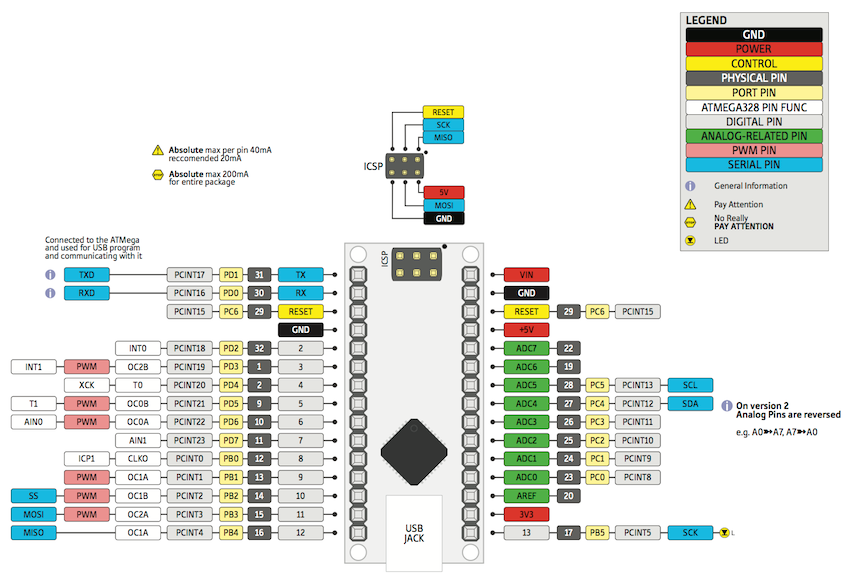 LEGEND
GND
POWER
CONTROL
PHYSICAL PIN
PORT PIN
ATMEGA328 PIN FUNC
DIGITAL PIN
ANALOG-RELATED PIN
PWM PIN
SERIAL PIN
General Information
Pay Attention
No Really
PAY ATTENTION
LED
Absolute max per pin 40mA
reccomended 20mA
Absolute max 200mA
for entire package
RESET
SCK
MISO
ICSP
5V
MOSI
GND
Connected to the ATMega
and used for USB program
and communicating with it
ICSP
TXD PCINT17 PD1 31 TX
RXD PCINT16 PD0 30 RX
PCINT15 PC6 29 RESET
GND
INT0 PCINT18 PD2 32 2
INT1 PWM OC2B PCINT19 PD3 1 3
XCK T0 PCINT20 PD4 2 4
T1 PWM OC0B PCINT21 PD5 9 5
AIN0 PWM OC0A PCINT22 PD6 10 6
AIN1 PCINT23 PD7 11 7
ICP1 CLKO PCINT0 PB0 12 8
PWM OC1A PCINT1 PB1 13 9
SS PWM OC1B PCINT2 PB2 14 10
MOSI PWM OC2A PCINT3 PB3 15 11
MISO OC1A PCINT4 PB4 16 12
VIN
GND
RESET 29 PC6 PCINT15
+5V
ADC7 22
ADC6 19
ADC5 28 PC5 PCINT13 SCL
ADC4 27 PC4 PCINT12 SDA
ADC3 26 PC3 PCINT11
ADC2 25 PC2 PCINT10
ADC1 24 PC1 PCINT9
ADC0 23 PC0 PCINT8
AREF 20
3V3
13 17 PB5 PCINT5 SCK L
On version 2
Analog Pins are reversed
e.g. A0➵A7, A7➵A0
USB
JACK